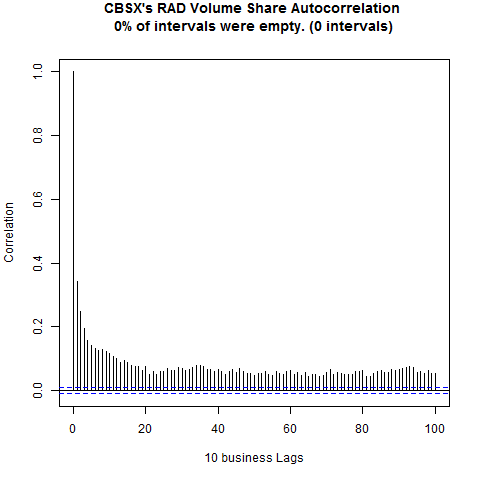 CBSX's RAD Volume Share Autocorrelation
0% of intervals were empty. (0 intervals)
Correlation
1.0
0.8
0.6
0.4
0.2
0.0
0 20 40 60 80 100
10 business Lags